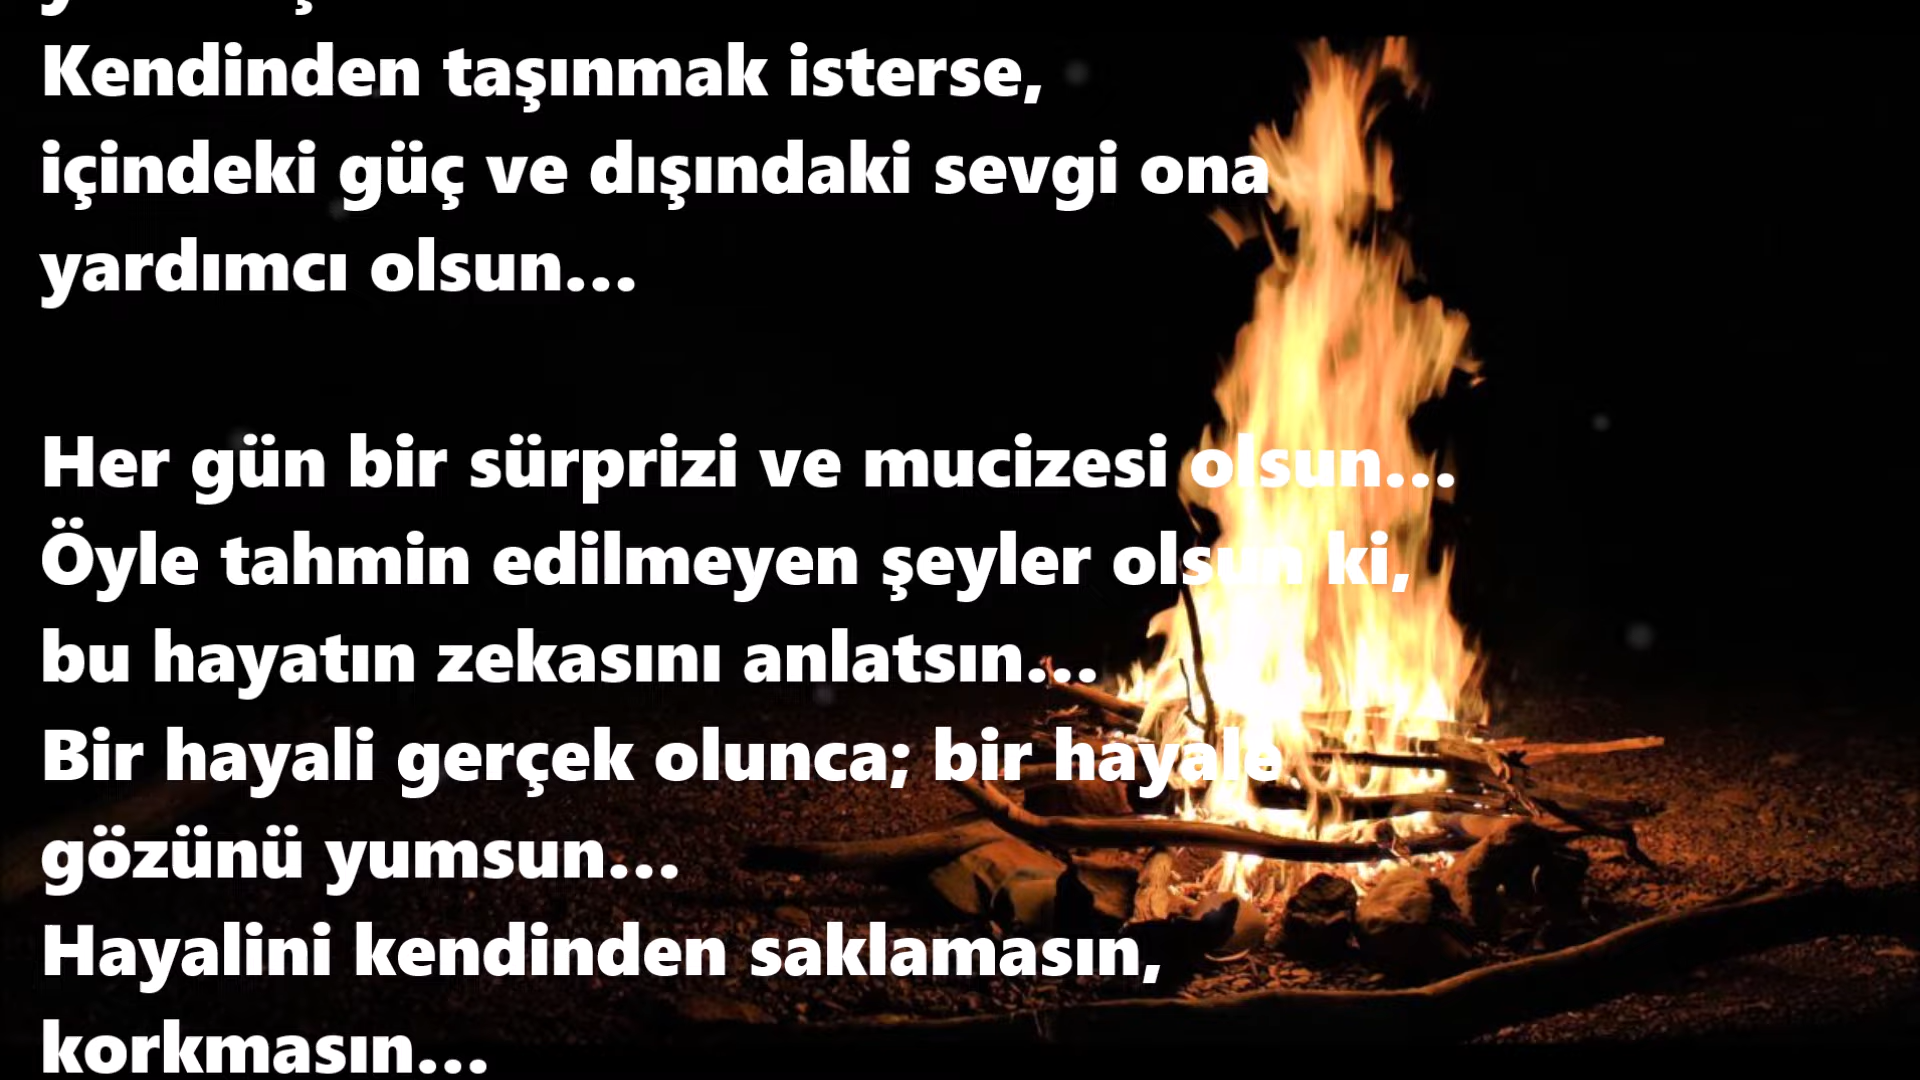 Kendinden taşınmak isterse,
içindeki güç ve dışındaki sevgi ona
yardımcı olsun...
Her gün bir sürprizi ve mucizesi olsun...
Öyle tahmin edilmeyen şeyler olsun ki,
bu hayatın zekasını anlatsın...
Bir hayali gerçek olunca; bir hayale
gözünü yumsun...
Hayalini kendinden saklamasın,
korkmasın...